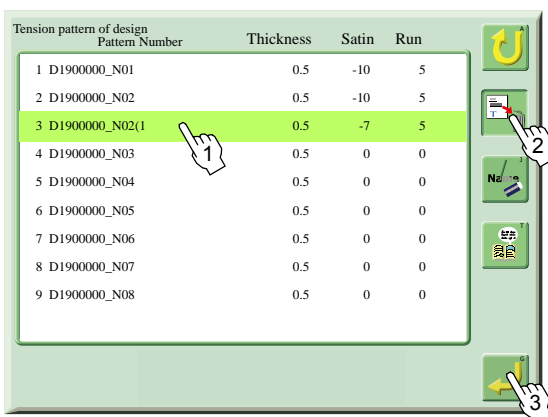 Tension pattern of design
Pattern Number Thickness Satin Run
1 D1900000_N01 0.5 -10 5
2 D1900000_N02 0.5 -10 5
3 D1900000_N02(1 0.5 -7 5
4 D1900000_N03 0.5 0 0
5 D1900000_N04 0.5 0 0
6 D1900000_N05 0.5 0 0
7 D1900000_N06 0.5 0 0
8 D1900000_N07 0.5 0 0
9 D1900000_N08 0.5 0 0
A
T
2
1
J
Name
T
G
3